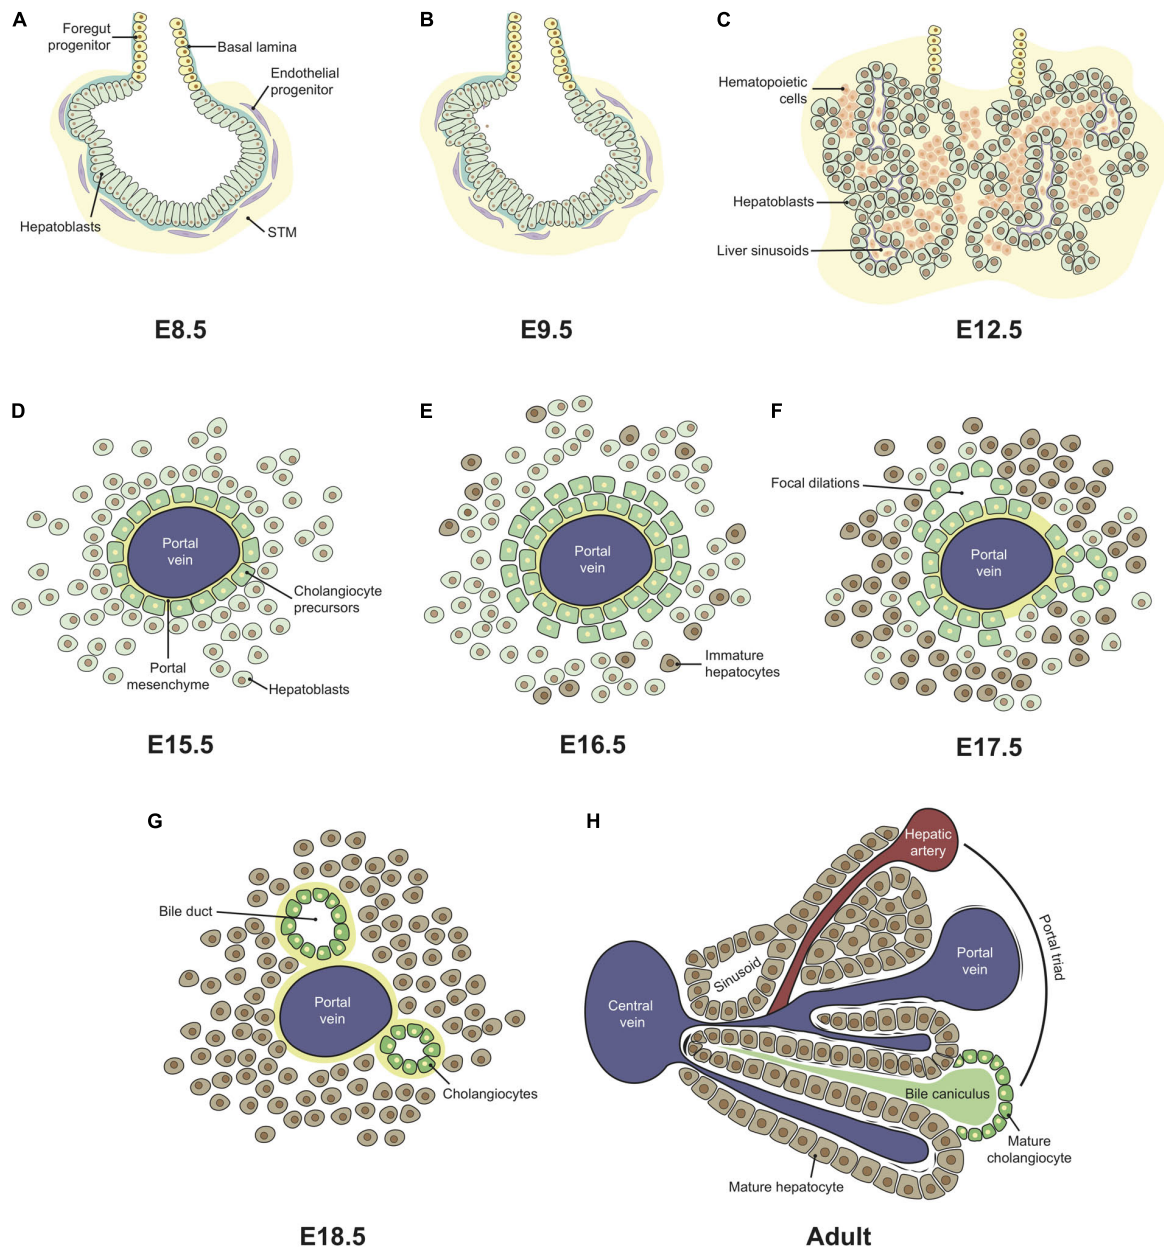 A
Foregut
progenitor
Basal lamina
Endothelial
progenitor
Hepatoblasts
STM
E8.5
B
E9.5
C
Hematopoietic
cells
Hepatoblasts
Liver sinusoids
E12.5
D
Portal
vein
Cholangiocyte
precursors
Portal
mesenchyme
Hepatoblasts
E15.5
E
Portal
vein
Immature
hepatocytes
E16.5
F
Focal dilations
Portal
vein
E17.5
G
Bile duct
Portal
vein
Cholangiocytes
E18.5
H
Hepatic
artery
Portal triad
Portal
vein
Sinusoid
Central
vein
Bile caniculus
Mature
cholangiocyte
Mature hepatocyte
Adult